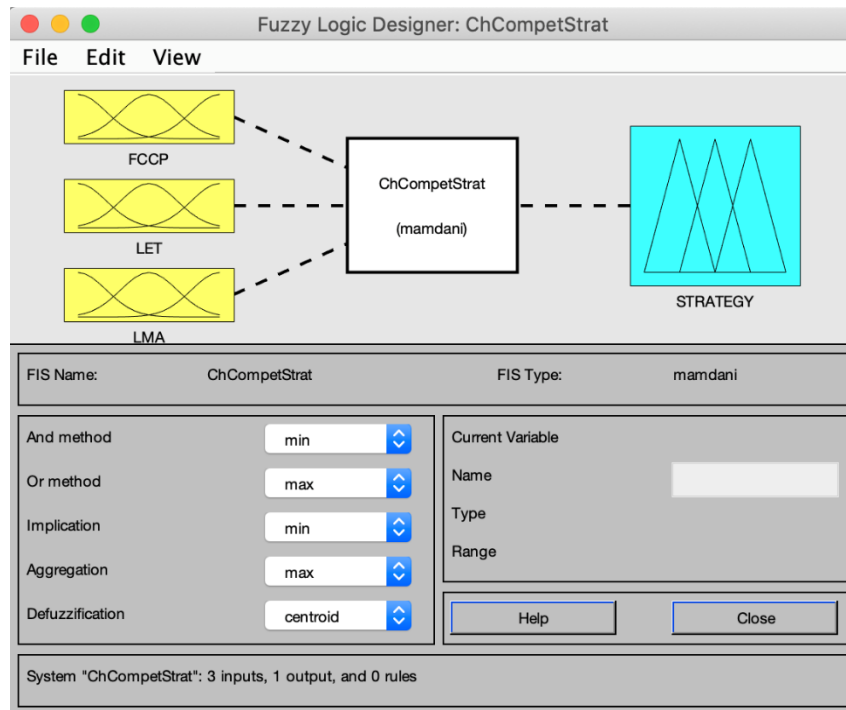 Fuzzy Logic Designer: ChCompetStrat
File Edit View
FCCP
LET
LMA
ChCompetStrat
(mamdani)
STRATEGY
FIS Name: ChCompetStrat FIS Type: mamdani
And method min
Or method max
Implication min
Aggregation max
Defuzzification centroid
Current Variable
Name
Type
Range
Help Close
System "ChCompetStrat": 3 inputs, 1 output, and 0 rules